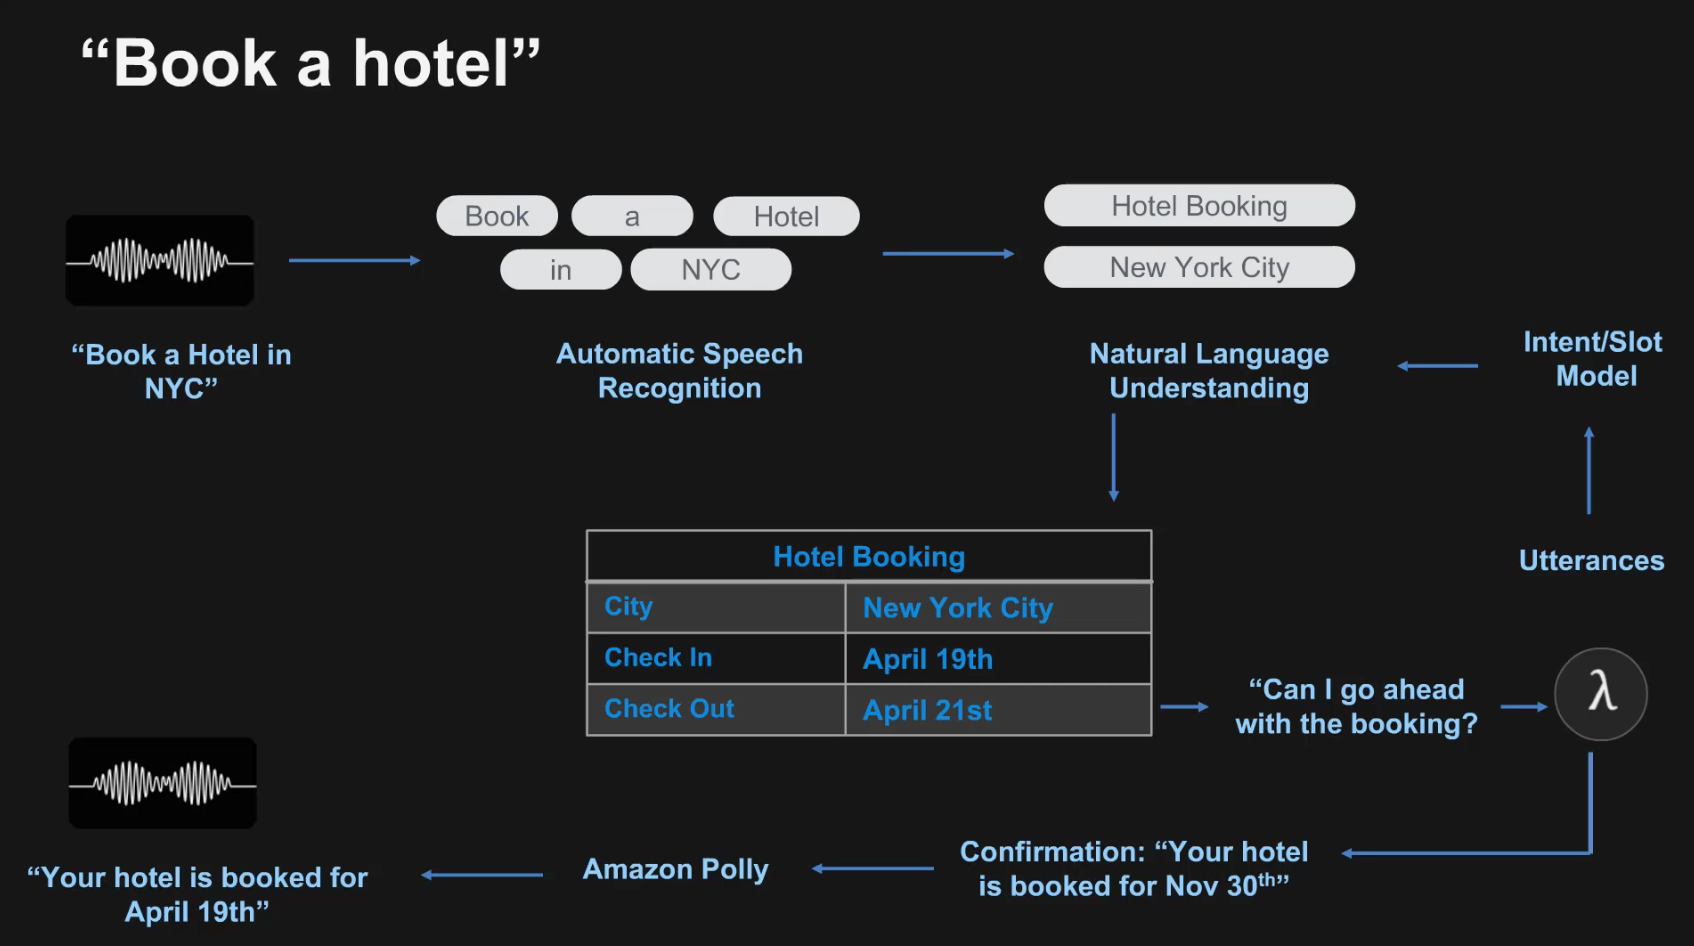 “Book a hotel”
Book a Hotel
in NYC
Hotel Booking
New York City
“Book a Hotel in
NYC”
Automatic Speech
Recognition
Natural Language
Understanding
Intent/Slot
Model
Utterances
Hotel Booking
City New York City
Check In April 19th
Check Out April 21st
“Can I go ahead
with the booking?
λ
Confirmation: “Your hotel
is booked for Nov 30th”
Amazon Polly
“Your hotel is booked for
April 19th”